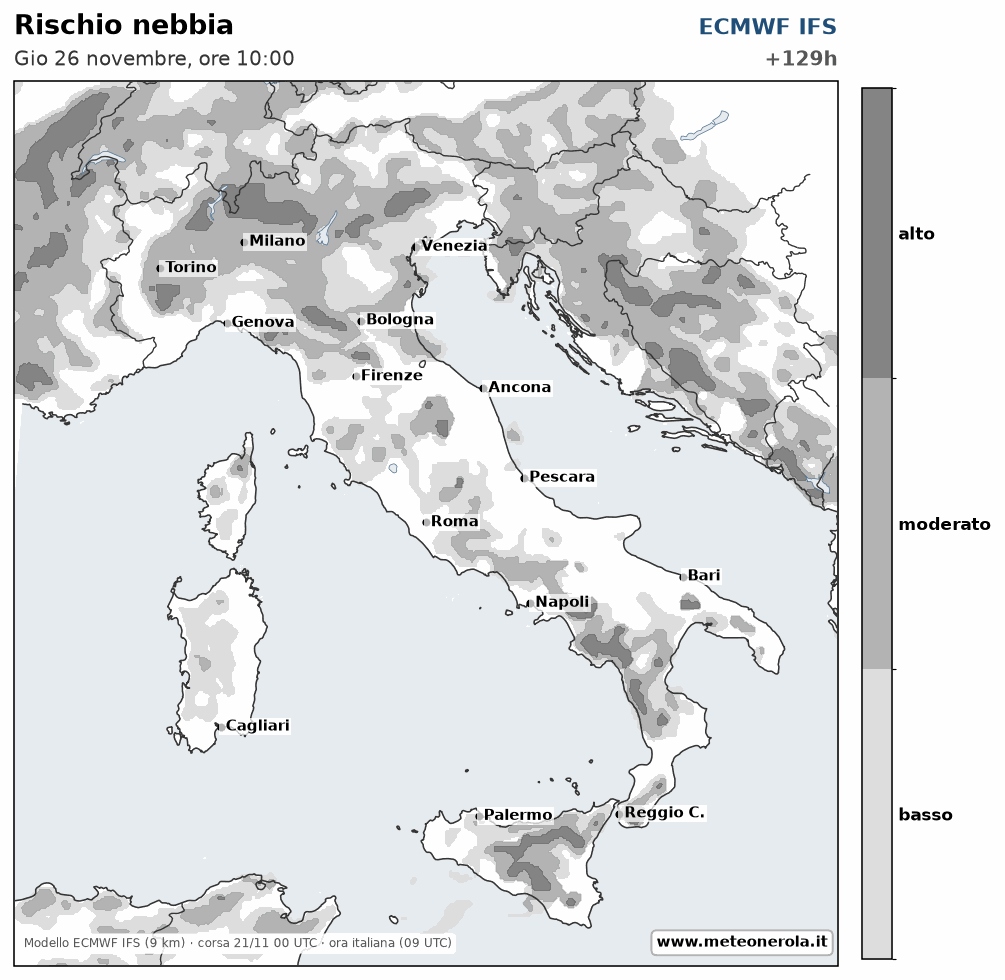 Rischio nebbia
ECMWF IFS
Gio 26 novembre, ore 10:00
+129h
alto
moderato
basso
Milano
Venezia
Torino
Genova
Bologna
Firenze
Ancona
Pescara
Roma
Bari
Napoli
Cagliari
Palermo
Reggio C.
Modello ECMWF IFS (9 km) · corsa 21/11 00 UTC · ora italiana (09 UTC)
www.meteonerola.it